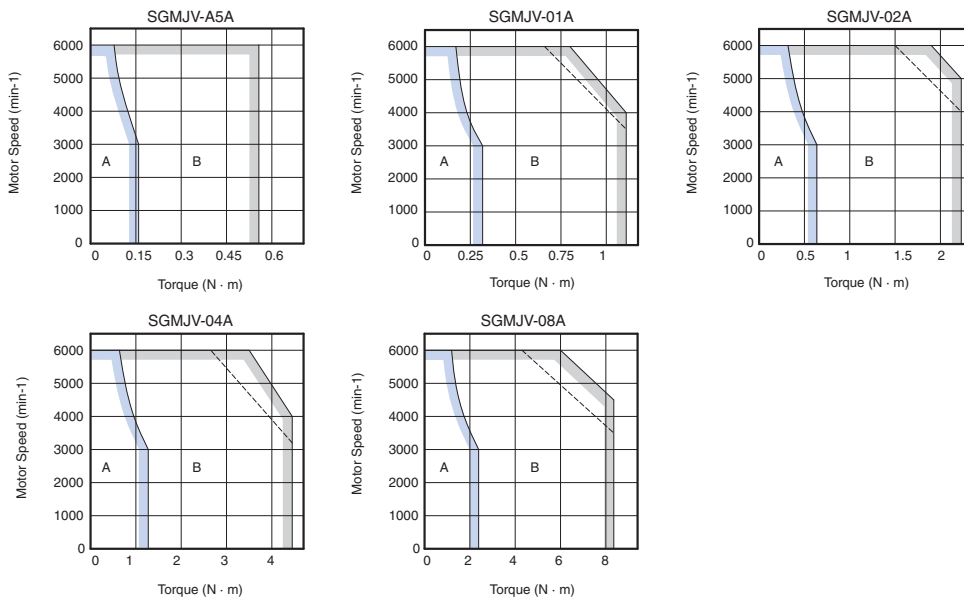 SGMJV-A5A
Motor Speed (min-1)
6000
5000
4000
3000
2000
1000
0
A
B
0 0.15 0.3 0.45 0.6
Torque (N · m)
SGMJV-01A
Motor Speed (min-1)
6000
5000
4000
3000
2000
1000
0
A
B
0 0.25 0.5 0.75 1
Torque (N · m)
SGMJV-02A
Motor Speed (min-1)
6000
5000
4000
3000
2000
1000
0
A
B
0 0.5 1 1.5 2
Torque (N · m)
SGMJV-04A
Motor Speed (min-1)
6000
5000
4000
3000
2000
1000
0
A
B
0 1 2 3 4
Torque (N · m)
SGMJV-08A
Motor Speed (min-1)
6000
5000
4000
3000
2000
1000
0
A
B
0 2 4 6 8
Torque (N · m)